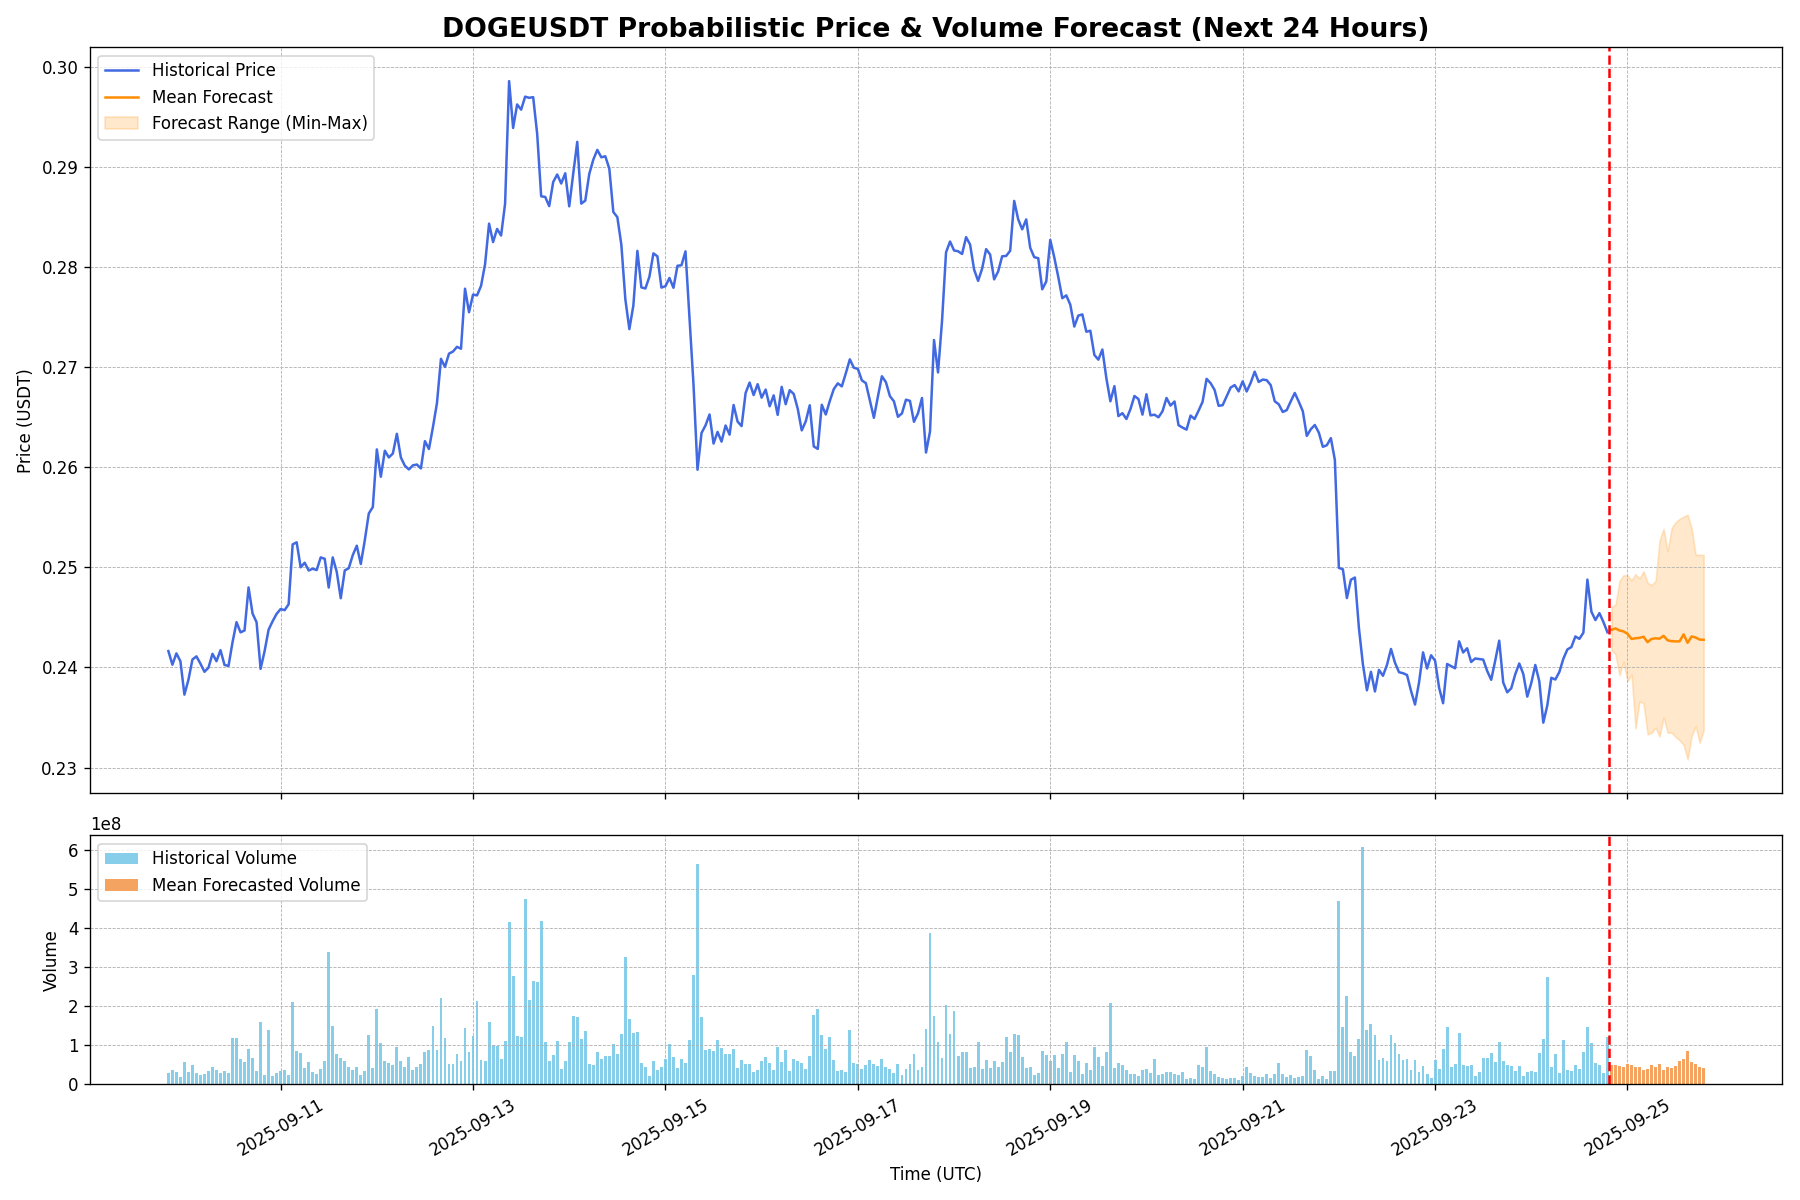 DOGEUSDT Probabilistic Price & Volume Forecast (Next 24 Hours)
Historical Price
Mean Forecast
Forecast Range (Min-Max)
Price (USDT)
0.30
0.29
0.28
0.27
0.26
0.25
0.24
0.23
1e8
Historical Volume
Mean Forecasted Volume
Volume
6
5
4
3
2
1
0
2025-09-11
2025-09-13
2025-09-15
2025-09-17
2025-09-19
2025-09-21
2025-09-23
2025-09-25
Time (UTC)